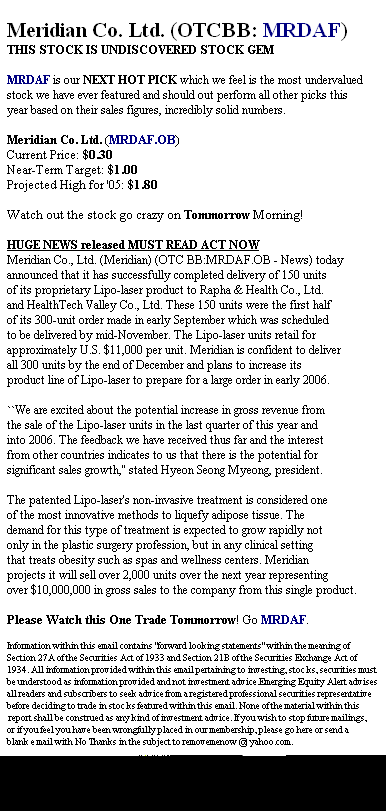 Meridian Co. Ltd. (OTCBB: MRDAF)
THIS STOCK IS UNDISCOVERED STOCK GEM
MRDAF is our NEXT HOT PICK which we feel is the most undervalued
stock we have ever featured and should out perform all other picks this
year based on their sales figures, incredibly solid numbers.
Meridian Co. Ltd. (MRDAF.OB)
Current Price: $0.30
Near-Term Target: $1.00
Projected High for '05: $1.80
Watch out the stock go crazy on Tommorrow Morning!
HUGE NEWS released MUST READ ACT NOW
Meridian Co., Ltd. (Meridian) (OTC BB:MRDAF.OB - News) today
announced that it has successfully completed delivery of 150 units
of its proprietary Lipo-laser product to Rapha & Health Co., Ltd.
and HealthTech Valley Co., Ltd. These 150 units were the first half
of its 300-unit order made in early September which was scheduled
to be delivered by mid-November. The Lipo-laser units retail for
approximately U.S. $11,000 per unit. Meridian is confident to deliver
all 300 units by the end of December and plans to increase its
product line of Lipo-laser to prepare for a large order in early 2006.
``We are excited about the potential increase in gross revenue from
the sale of the Lipo-laser units in the last quarter of this year and
into 2006. The feedback we have received thus far and the interest
from other countries indicates to us that there is the potential for
significant sales growth,'' stated Hyeon Seong Myeong, president.
The patented Lipo-laser's non-invasive treatment is considered one
of the most innovative methods to liquefy adipose tissue. The
demand for this type of treatment is expected to grow rapidly not
only in the plastic surgery profession, but in any clinical setting
that treats obesity such as spas and wellness centers. Meridian
projects it will sell over 2,000 units over the next year representing
over $10,000,000 in gross sales to the company from this single product.
Please Watch this One Trade Tommorrow! Go MRDAF.
Information within this email contains "forward looking statements" within the meaning of
Section 27A of the Securities Act of 1933 and Section 21B of the Securities Exchange Act of
1934. All information provided within this email pertaining to investing, stocks, securities must
be understood as information provided and not investment advice. Emerging Equity Alert advises
all readers and subscribers to seek advice from a registered professional securities representative
before deciding to trade in stocks featured within this email. None of the material within this
report shall be construed as any kind of investment advice. If you wish to stop future mailings,
or if you feel you have been wrongfully placed in our membership, please go here or send a
blank e mail with No Thanks in the subject to removemenow @ yahoo.com.